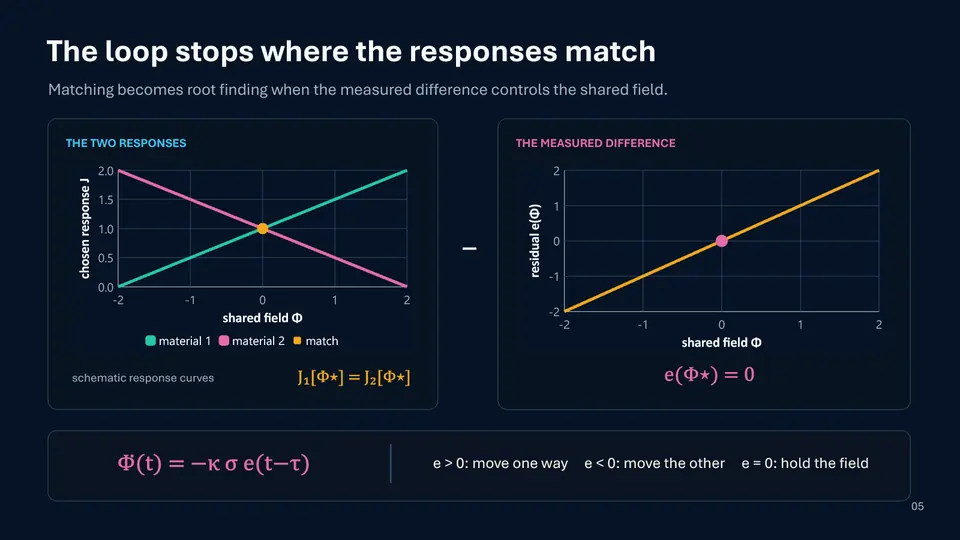 The loop stops where the responses match
Matching becomes root finding when the measured difference controls the shared field.
THE TWO RESPONSES
chosen response J
2.0
1.5
1.0
0.5
0.0
-2 -1 0 1 2
shared field Φ
material 1 material 2 match
schematic response curves
J₁[Φ⋆] = J₂[Φ⋆]
−
THE MEASURED DIFFERENCE
residual e(Φ)
2
1
0
-1
-2
-2 -1 0 1 2
shared field Φ
e(Φ⋆) = 0
Φ̇(t) = −κ σ e(t−τ)
e > 0: move one way e < 0: move the other e = 0: hold the field
05